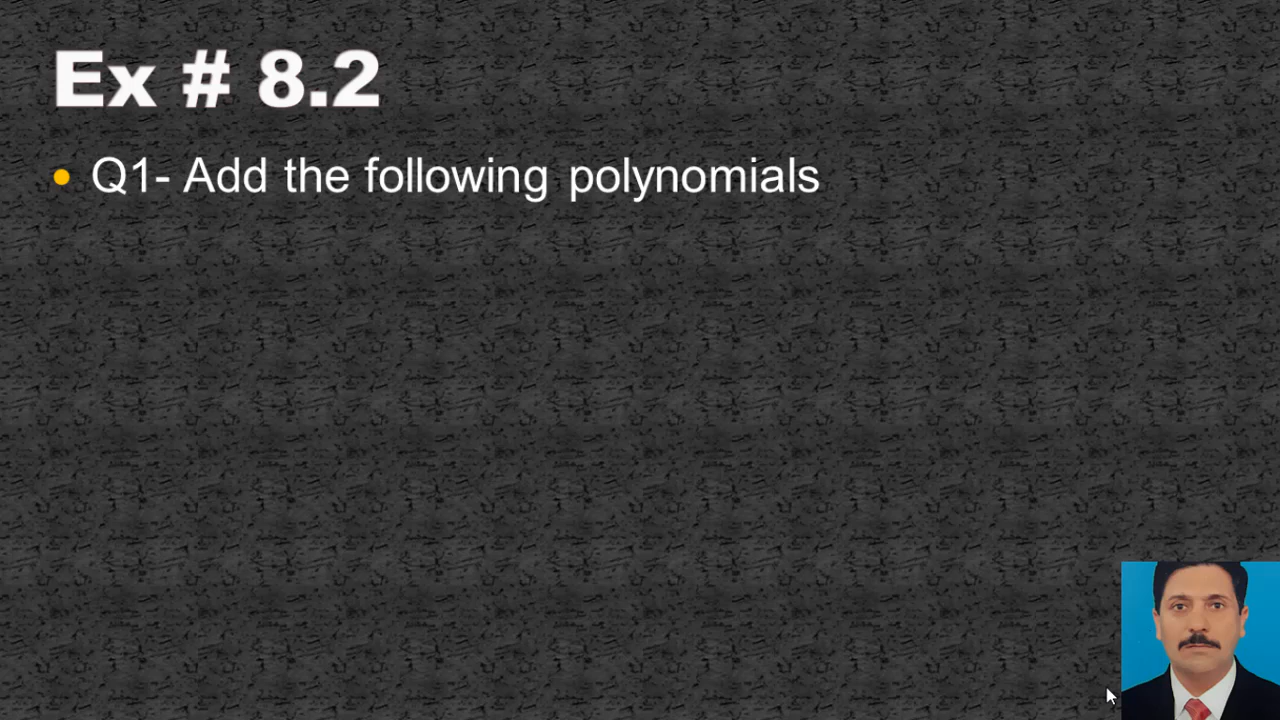 Ex # 8.2
Q1- Add the following polynomials